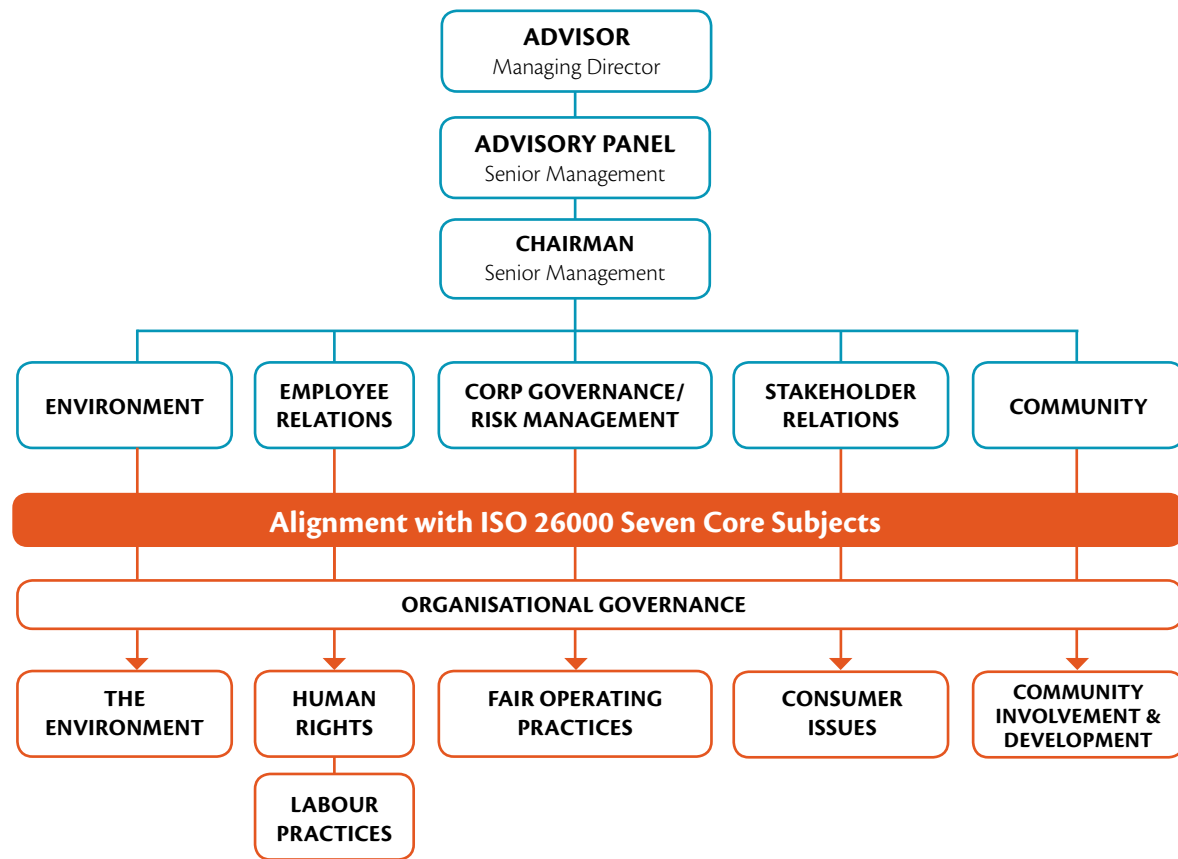 ADVISOR
Managing Director
ADVISORY PANEL
Senior Management
CHAIRMAN
Senior Management
ENVIRONMENT
EMPLOYEE
RELATIONS
CORP GOVERNANCE/
RISK MANAGEMENT
STAKEHOLDER
RELATIONS
COMMUNITY
Alignment with ISO 26000 Seven Core Subjects
ORGANISATIONAL GOVERNANCE
THE
ENVIRONMENT
HUMAN
RIGHTS
FAIR OPERATING
PRACTICES
CONSUMER
ISSUES
COMMUNITY
INVOLVEMENT &
DEVELOPMENT
LABOUR
PRACTICES